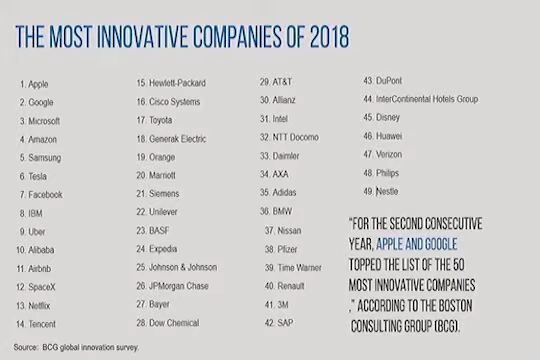 THE MOST INNOVATIVE COMPANIES OF 2018
1. Apple
2. Google
3. Microsoft
4. Amazon
5. Samsung
6. Tesla
7. Facebook
8. IBM
9. Uber
10. Alibaba
11. Airbnb
12. SpaceX
13. Netflix
14. Tencent
15. Hewlett-Packard
16. Cisco Systems
17. Toyota
18. Generak Electric
19. Orange
20. Marriott
21. Siemens
22. Unilever
23. BASF
24. Expedia
25. Johnson & Johnson
26. JPMorgan Chase
27. Bayer
28. Dow Chemical
29. AT&T
30. Allianz
31. Intel
32. NTT Docomo
33. Daimler
34. AXA
35. Adidas
36. BMW
37. Nissan
38. Pfizer
39. Time Warner
40. Renault
41. 3M
42. SAP
43. DuPont
44. InterContinental Hotels Group
45. Disney
46. Huawei
47. Verizon
48. Philips
49. Nestle
"FOR THE SECOND CONSECUTIVE
YEAR, APPLE AND GOOGLE
TOPPED THE LIST OF THE 50
MOST INNOVATIVE COMPANIES
," ACCORDING TO THE BOSTON
CONSULTING GROUP (BCG).
Source: BCG global innovation survey.